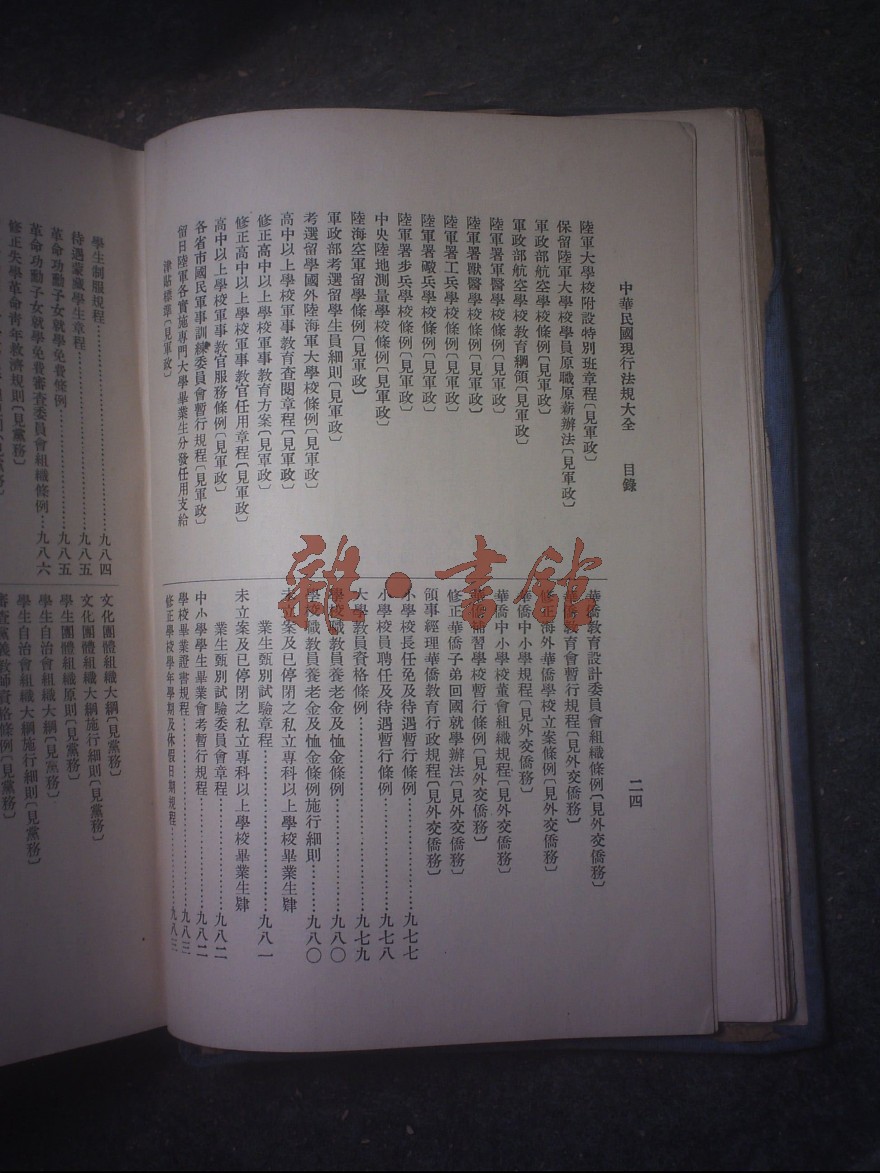 中華民國現行法規大全　目錄　二四
陸軍大學校附設特別班章程〔見軍政〕
保留陸軍大學校學員原職原薪辦法〔見軍政〕
軍政部航空學校條例〔見軍政〕
軍政部航空學校教育綱領〔見軍政〕
陸軍署軍醫學校條例〔見軍政〕
陸軍署獸醫學校條例〔見軍政〕
陸軍署工兵學校條例〔見軍政〕
陸軍署礮兵學校條例〔見軍政〕
陸軍署步兵學校條例〔見軍政〕
中央陸地測量學校條例〔見軍政〕
陸海空軍留學條例〔見軍政〕
軍政部考選留學生員細則〔見軍政〕
考選留學國外陸海軍大學校條例〔見軍政〕
高中以上學校軍事教育查閱章程〔見軍政〕
修正高中以上學校軍事教育方案〔見軍政〕
修正高中以上學校軍事教官任用章程〔見軍政〕
高中以上學校軍事教官服務條例〔見軍政〕
各省市國民軍事訓練委員會暫行規程〔見軍政〕
留日陸軍各實施專門大學畢業生分發任用支給
津貼標準〔見軍政〕
華僑教育設計委員會組織條例〔見外交僑務〕
華僑教育會暫行規程〔見外交僑務〕
修正海外華僑學校立案條例〔見外交僑務〕
華僑中小學規程〔見外交僑務〕
華僑中小學校董會組織規程〔見外交僑務〕
華僑補習學校暫行條例〔見外交僑務〕
修正華僑子弟回國就學辦法〔見外交僑務〕
領事經理華僑教育行政規程〔見外交僑務〕
小學校長任免及待遇暫行條例……九七七
小學校員聘任及待遇暫行條例……九七八
大學教員資格條例……九七九
學校職教員養老金及恤金條例……九八〇
學校職教員養老金及恤金條例施行細則……九八〇
未立案及已停閉之私立專科以上學校畢業生肄
業生甄別試驗章程……九八一
未立案及已停閉之私立專科以上學校畢業生肄
業生甄別試驗委員會章程……九八二
中小學學生畢業會考暫行規程……九八二
學校畢業證書規程……九八三
修正學校學年學期及休假日期規程……九八三
學生制服規程……九八四
待遇蒙藏學生章程……九八五
革命功勳子女就學免費條例……九八五
革命功勳子女就學免費審查委員會組織條例……九八六
修正失學革命青年救濟規則〔見黨務〕
文化團體組織大綱〔見黨務〕
文化團體組織大綱施行細則〔見黨務〕
學生團體組織原則〔見黨務〕
學生自治會組織大綱〔見黨務〕
學生自治會組織大綱施行細則〔見黨務〕
審查黨義教師資格條例〔見黨務〕
雜·書館